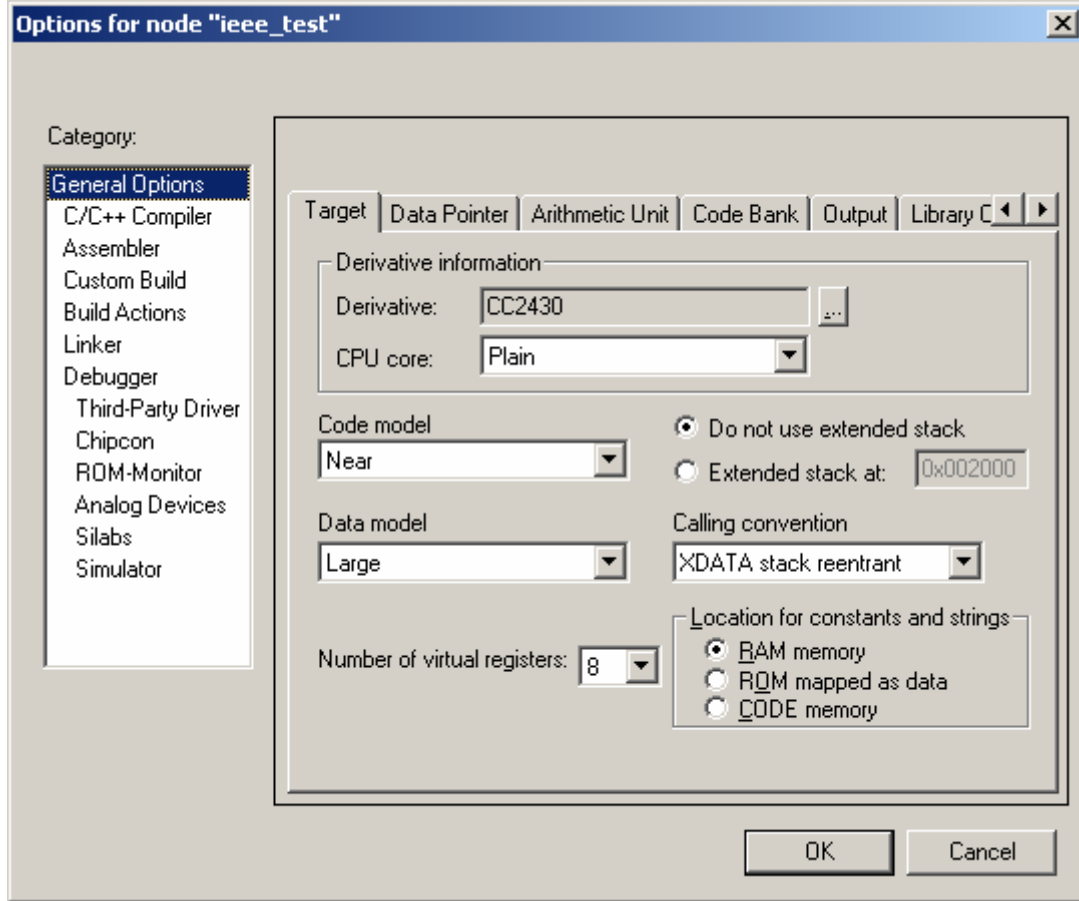 Options for node "ieee_test"
Category:
General Options
C/C++ Compiler
Assembler
Custom Build
Build Actions
Linker
Debugger
Third-Party Driver
Chipcon
ROM-Monitor
Analog Devices
Silabs
Simulator
Target Data Pointer Arithmetic Unit Code Bank Output Library
Derivative information
Derivative: CC2430 ...
CPU core: Plain
Code model
Near
Do not use extended stack
Extended stack at: 0x002000
Data model
Large
Calling convention
XDATA stack reentrant
Number of virtual registers: 8
Location for constants and strings
RAM memory
ROM mapped as data
CODE memory
OK Cancel